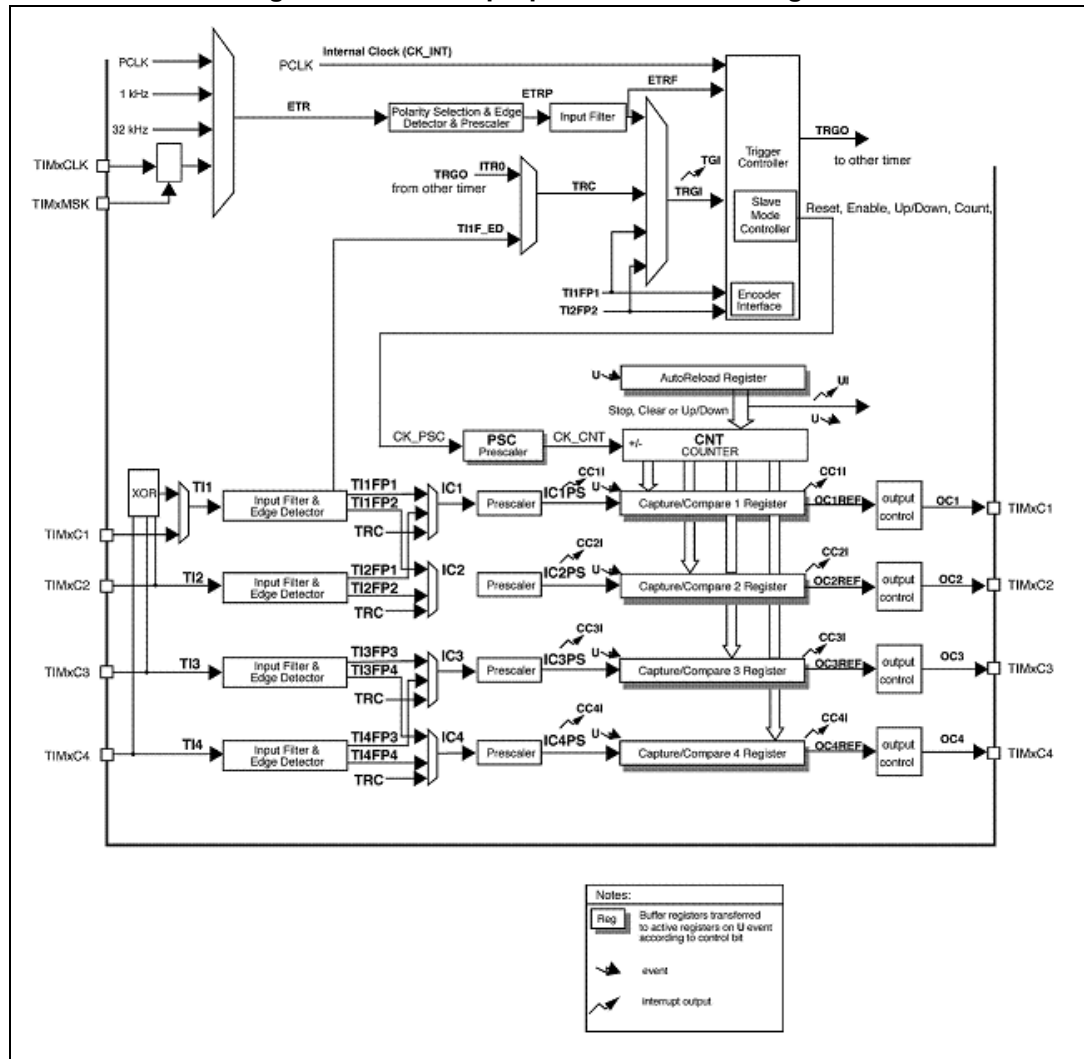 PCLK
1 kHz
32 kHz
TIMxCLK
TIMxMSK
Internal Clock (CK_INT)
PCLK
ETR
Polarity Selection & Edge
Detector & Prescaler
ETRP
Input Filter
ETRF
TRGO
from other timer
ITR0
TRC
TI1F_ED
TGI
TRGI
TI1FP1
TI2FP2
Trigger
Controller
Slave
Mode
Controller
Encoder
Interface
TRGO
to other timer
Reset, Enable, Up/Down, Count,
U
AutoReload Register
UI
Stop, Clear or Up/Down
U
CK_PSC
PSC
Prescaler
CK_CNT
+/-
CNT
COUNTER
XOR
TI1
Input Filter &
Edge Detector
TI1FP1
TI1FP2
TRC
IC1
Prescaler
IC1PS
CC1I
U
Capture/Compare 1 Register
CC1I
OC1REF
output
control
OC1
TIMxC1
TIMxC1
TIMxC2
TI2
Input Filter &
Edge Detector
TI2FP1
TI2FP2
TRC
IC2
Prescaler
IC2PS
CC2I
U
Capture/Compare 2 Register
CC2I
OC2REF
output
control
OC2
TIMxC2
TIMxC3
TI3
Input Filter &
Edge Detector
TI3FP3
TI3FP4
TRC
IC3
Prescaler
IC3PS
CC3I
U
Capture/Compare 3 Register
CC3I
OC3REF
output
control
OC3
TIMxC3
TIMxC4
TI4
Input Filter &
Edge Detector
TI4FP3
TI4FP4
TRC
IC4
Prescaler
IC4PS
CC4I
U
Capture/Compare 4 Register
CC4I
OC4REF
output
control
OC4
TIMxC4
Notes:
Reg
Buffer registers transferred
to active registers on U event
according to control bit
event
interrupt output